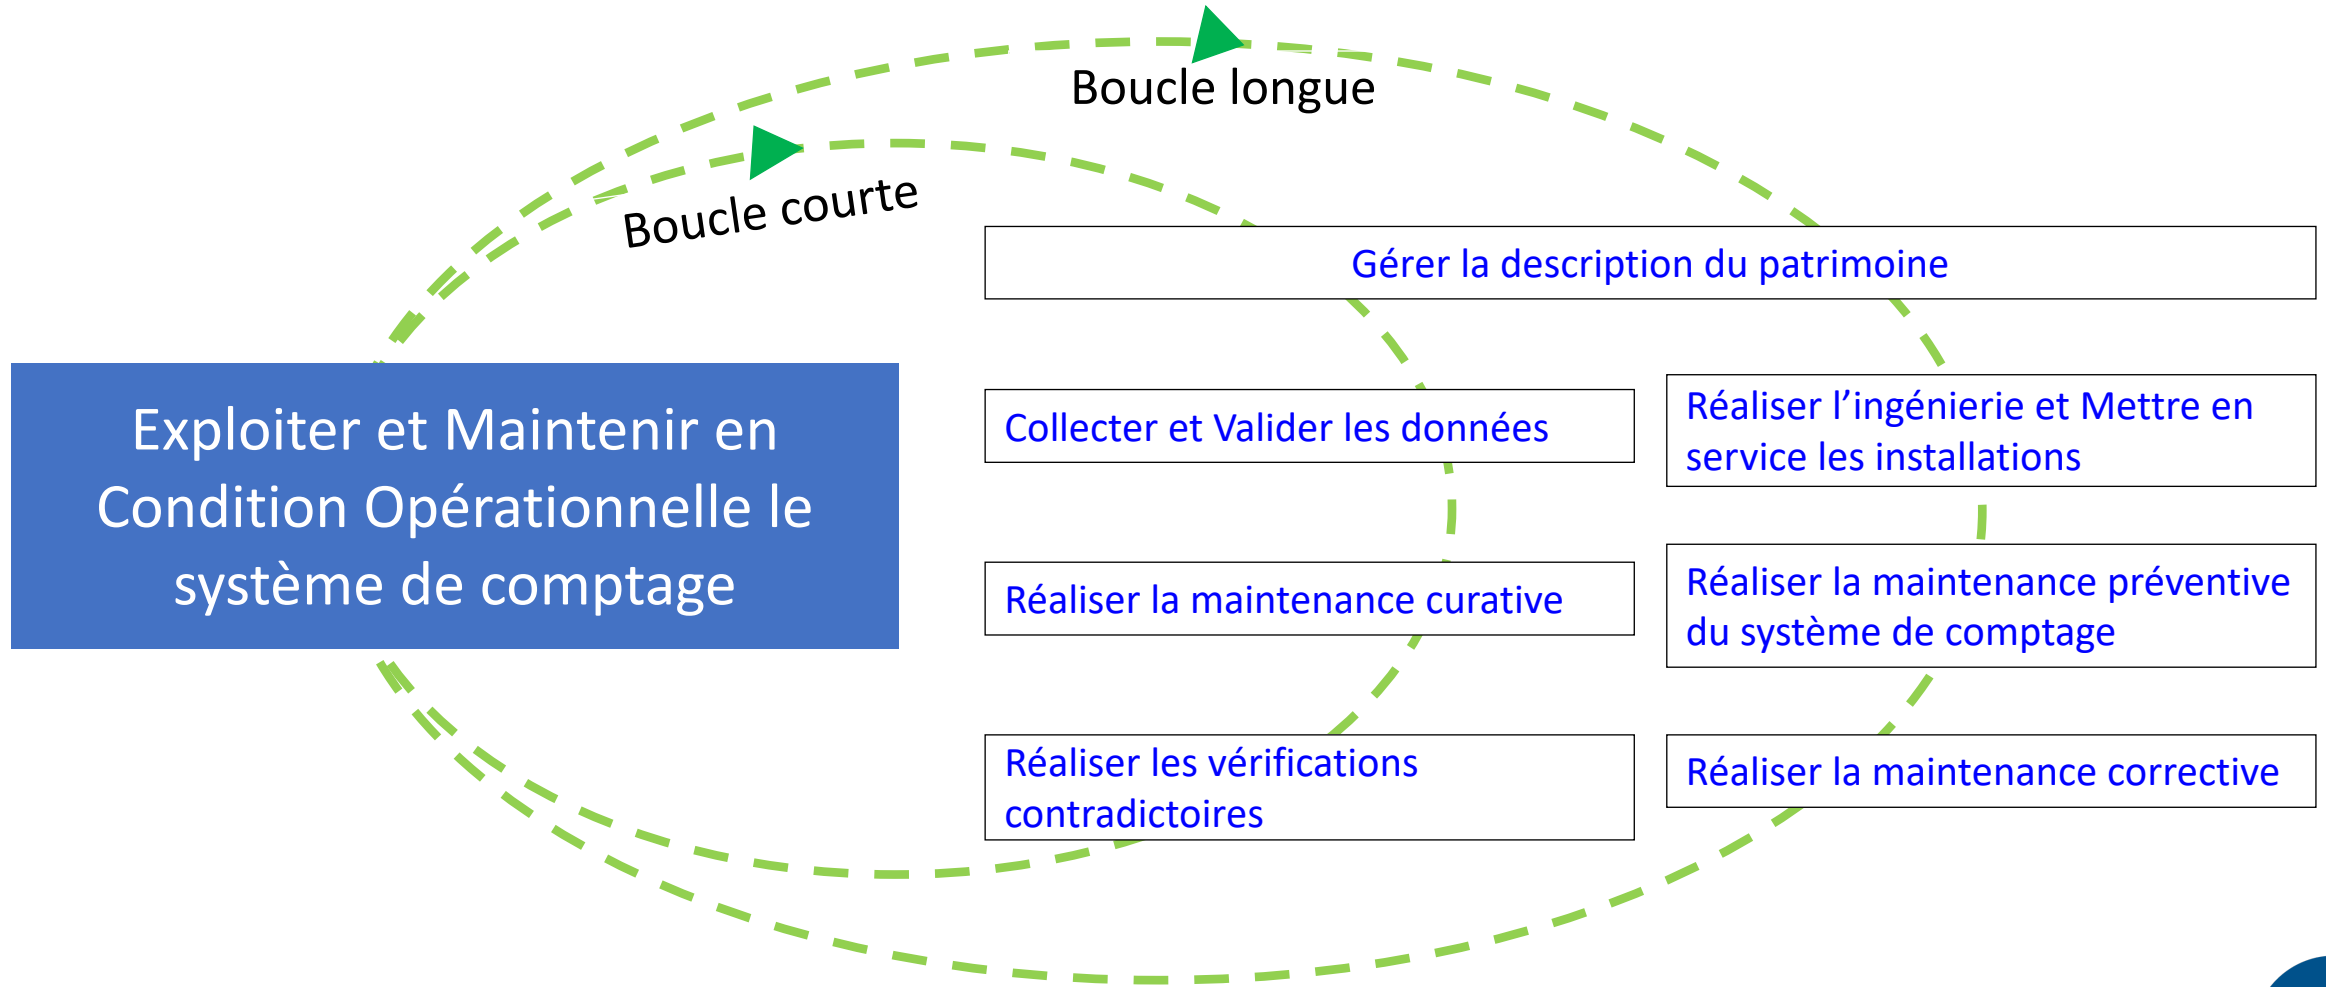 Boucle longue
Boucle courte
Gérer la description du patrimoine
Exploiter et Maintenir en
Condition Opérationnelle le
système de comptage
Collecter et Valider les données
Réaliser l’ingénierie et Mettre en
service les installations
Réaliser la maintenance curative
Réaliser la maintenance préventive
du système de comptage
Réaliser les vérifications
contradictoires
Réaliser la maintenance corrective